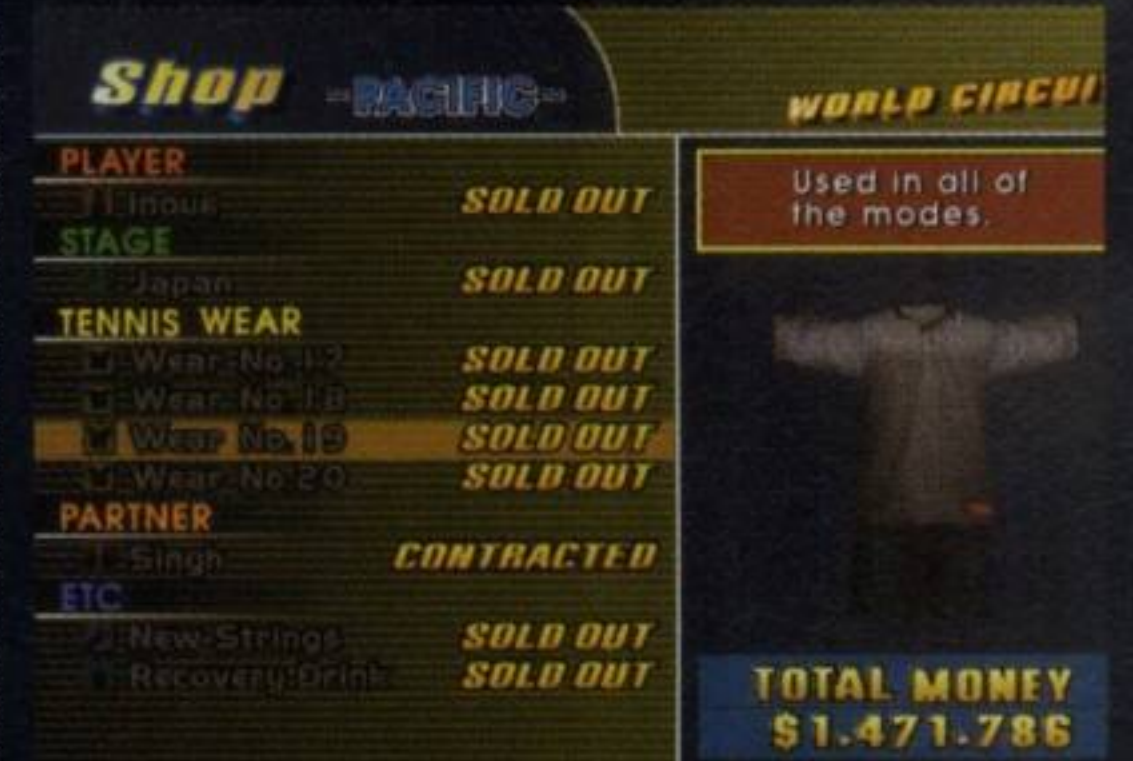 Shop
PACIFIC
WORLD CIRCUI
PLAYER
Inoue SOLD OUT
STAGE
Japan SOLD OUT
TENNIS WEAR
Wear No.17 SOLD OUT
Wear No.18 SOLD OUT
Wear No.19 SOLD OUT
Wear No.20 SOLD OUT
PARTNER
Singh CONTRACTED
ETC
New Strings SOLD OUT
Recovery Drink SOLD OUT
Used in all of
the modes.
TOTAL MONEY
$1.471.786